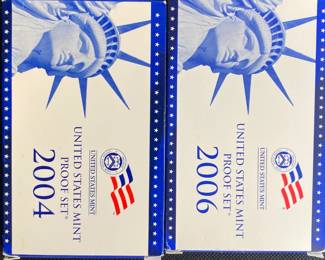 UNITED STATES MINT
UNITED STATES MINT
PROOF SET®
2004
UNITED STATES MINT
UNITED STATES MINT
PROOF SET®
2006